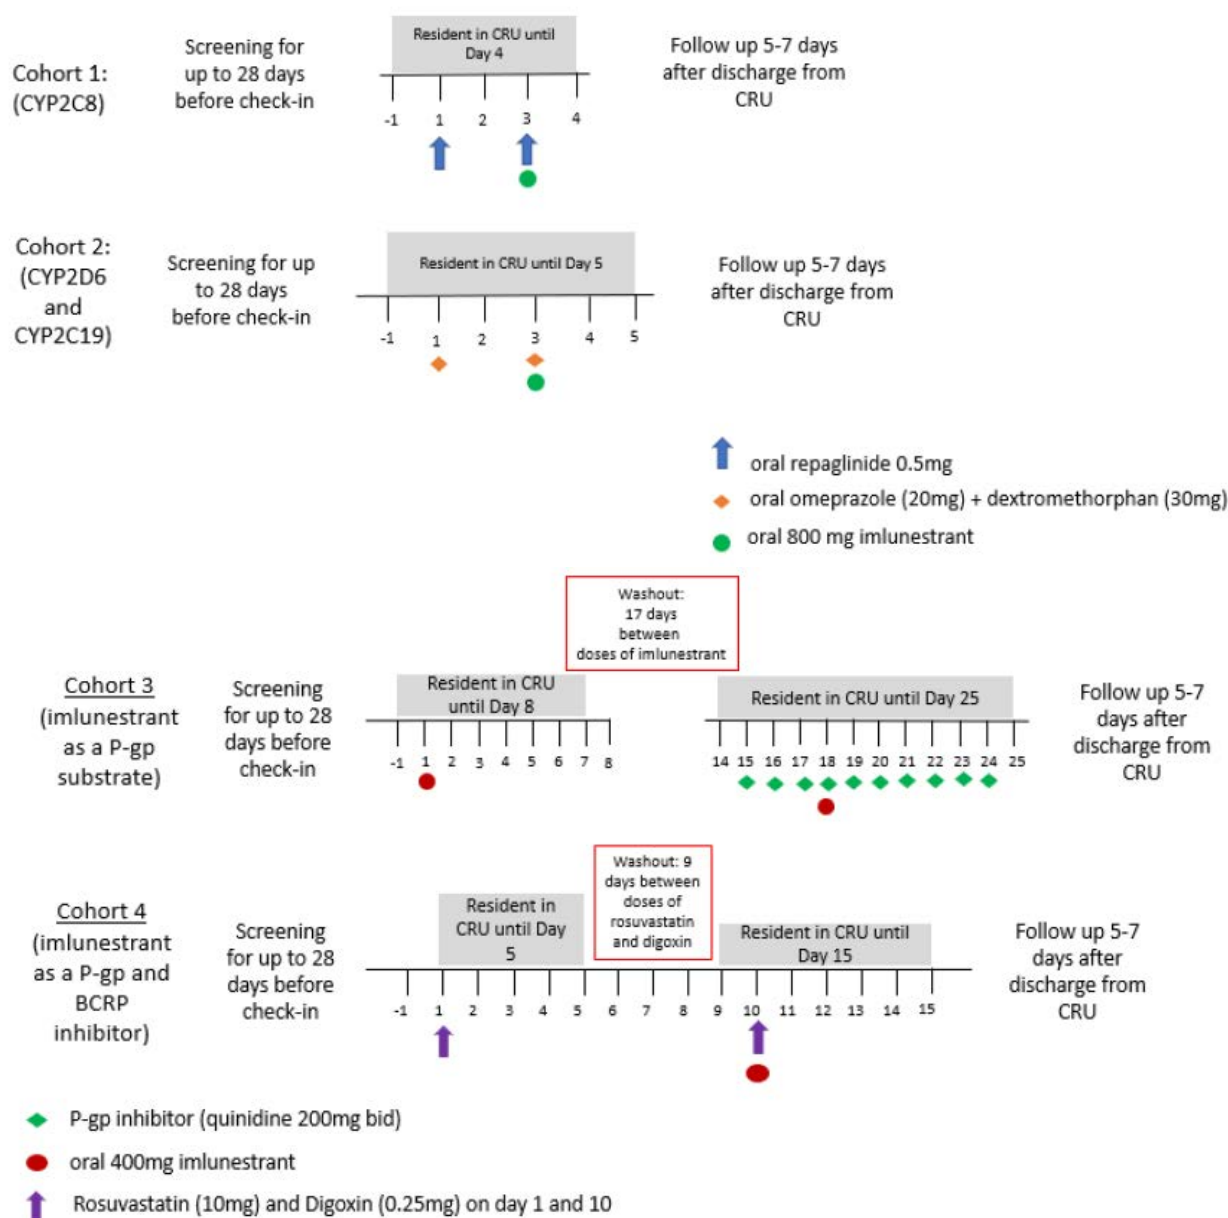 Cohort 1:
(CYP2C8)
Screening for
up to 28 days
before check-in
Resident in CRU until
Day 4
-1 1 2 3 4
Follow up 5-7 days
after discharge from
CRU
Cohort 2:
(CYP2D6
and
CYP2C19)
Screening for up
to 28 days
before check-in
Resident in CRU until Day 5
-1 1 2 3 4 5
Follow up 5-7 days
after discharge from
CRU
oral repaglinide 0.5mg
oral omeprazole (20mg) + dextromethorphan (30mg)
oral 800 mg imlunestrant
Washout:
17 days
between
doses of imlunestrant
Cohort 3
(imlunestrant
as a P-gp
substrate)
Screening
for up to 28
days before
check-in
Resident in CRU
until Day 8
-1 1 2 3 4 5 6 7 8
Resident in CRU until Day 25
14 15 16 17 18 19 20 21 22 23 24 25
Follow up 5-7
days after
discharge from
CRU
Washout: 9
days between
doses of
rosuvastatin
and digoxin
Cohort 4
(imlunestrant
as a P-gp and
BCRP
inhibitor)
Screening
for up to 28
days before
check-in
Resident in
CRU until Day
5
Resident in CRU until
Day 15
-1 1 2 3 4 5 6 7 8 9 10 11 12 13 14 15
Follow up 5-7
days after
discharge from
CRU
P-gp inhibitor (quinidine 200mg bid)
oral 400mg imlunestrant
Rosuvastatin (10mg) and Digoxin (0.25mg) on day 1 and 10